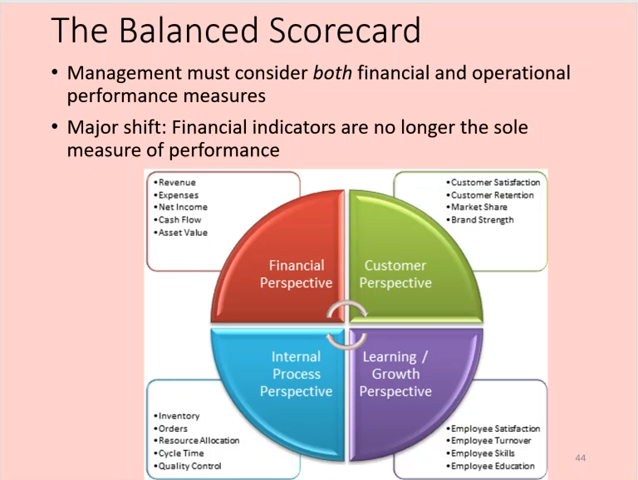 The Balanced Scorecard
• Management must consider both financial and operational
performance measures
• Major shift: Financial indicators are no longer the sole
measure of performance
•Revenue
•Expenses
•Net Income
•Cash Flow
•Asset Value
•Customer Satisfaction
•Customer Retention
•Market Share
•Brand Strength
Financial
Perspective
Customer
Perspective
Internal
Process
Perspective
Learning /
Growth
Perspective
•Inventory
•Orders
•Resource Allocation
•Cycle Time
•Quality Control
•Employee Satisfaction
•Employee Turnover
•Employee Skills
•Employee Education
44